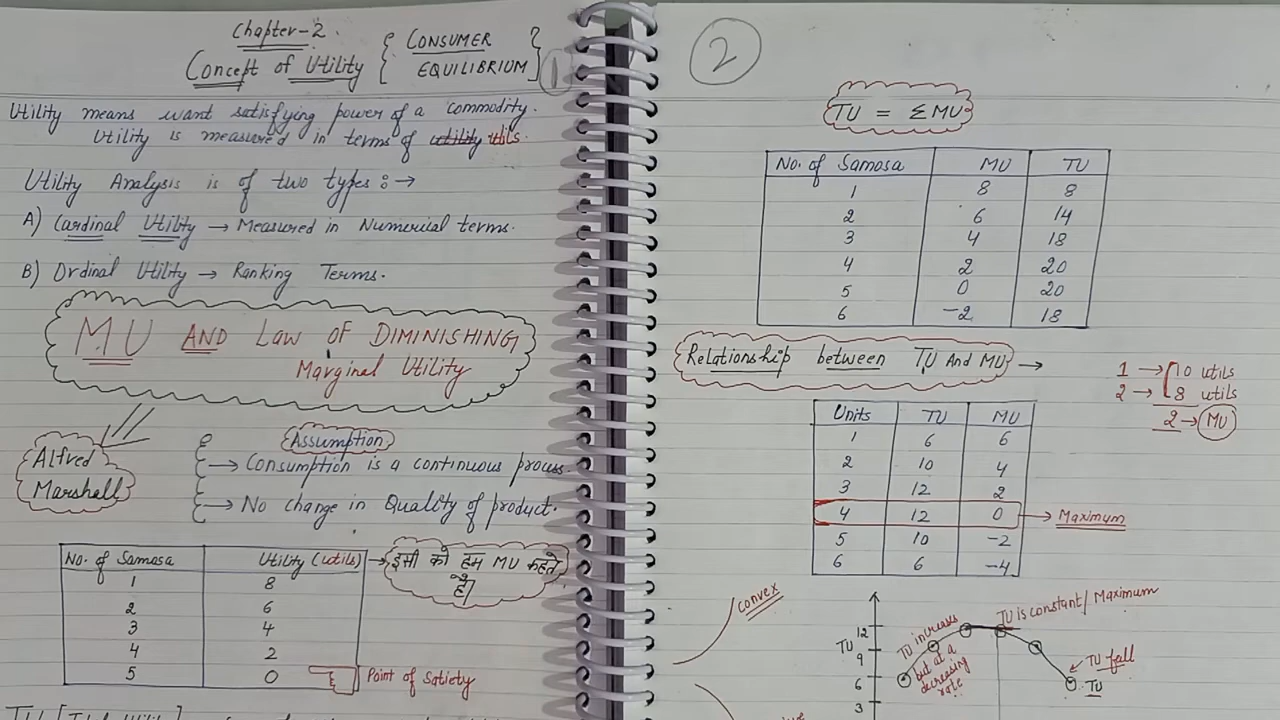 Chapter-2.
Concept of Utility { CONSUMER EQUILIBRIUM }
1
Utility means want satisfying power of a commodity.
Utility is measured in terms of utility utils.
Utility Analysis is of two types :→
A) Cardinal Utility → Measured in Numerical terms.
B) Ordinal Utility → Ranking Terms.
MU AND LAW OF DIMINISHING
Marginal Utility
Alfred
Marshall
Assumption
→ Consumption is a continuous process
→ No change in Quality of product.
No. of Samosa Utility (utils)
1 8
2 6
3 4
4 2
5 0
→ इसी को हम MU कहते
है।
Point of Satiety
2
TU = ΣMU
No. of Samosa MU TU
1 8 8
2 6 14
3 4 18
4 2 20
5 0 20
6 -2 18
Relationship between TU And MU →
1 → 10 utils
2 → 8 utils
2 → MU
Units TU MU
1 6 6
2 10 4
3 12 2
4 12 0 → Maximum
5 10 -2
6 6 -4
convex
TU is constant/Maximum
TU increases
but at a
decreasing
rate
TU
12
9
6
3
TU fall
TU